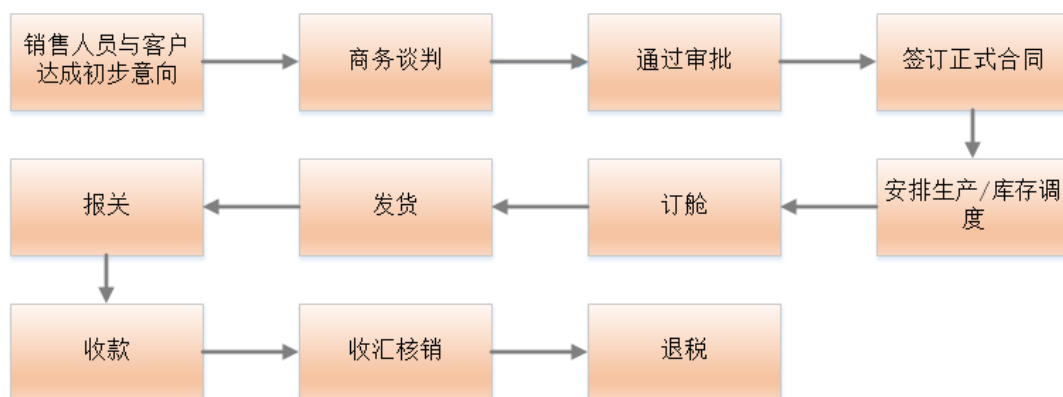 销售人员与客户
达成初步意向
商务谈判
通过审批
签订正式合同
安排生产/库存调
度
订舱
发货
报关
收款
收汇核销
退税